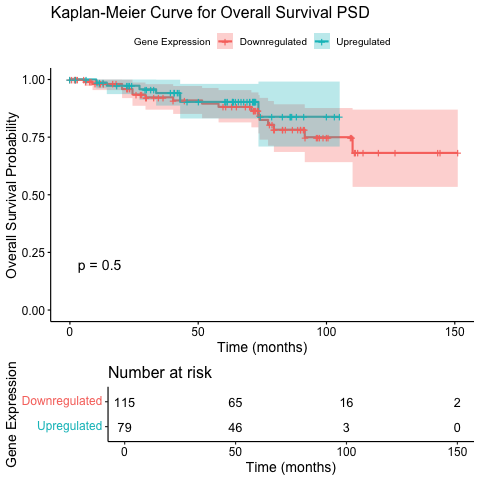 Kaplan-Meier Curve for Overall Survival PSD
Gene Expression Downregulated Upregulated
Overall Survival Probability
1.00
0.75
0.50
0.25
0.00
p = 0.5
0 50 100 150
Time (months)
Number at risk
Gene Expression
Downregulated 115 65 16 2
Upregulated 79 46 3 0
0 50 100 150
Time (months)